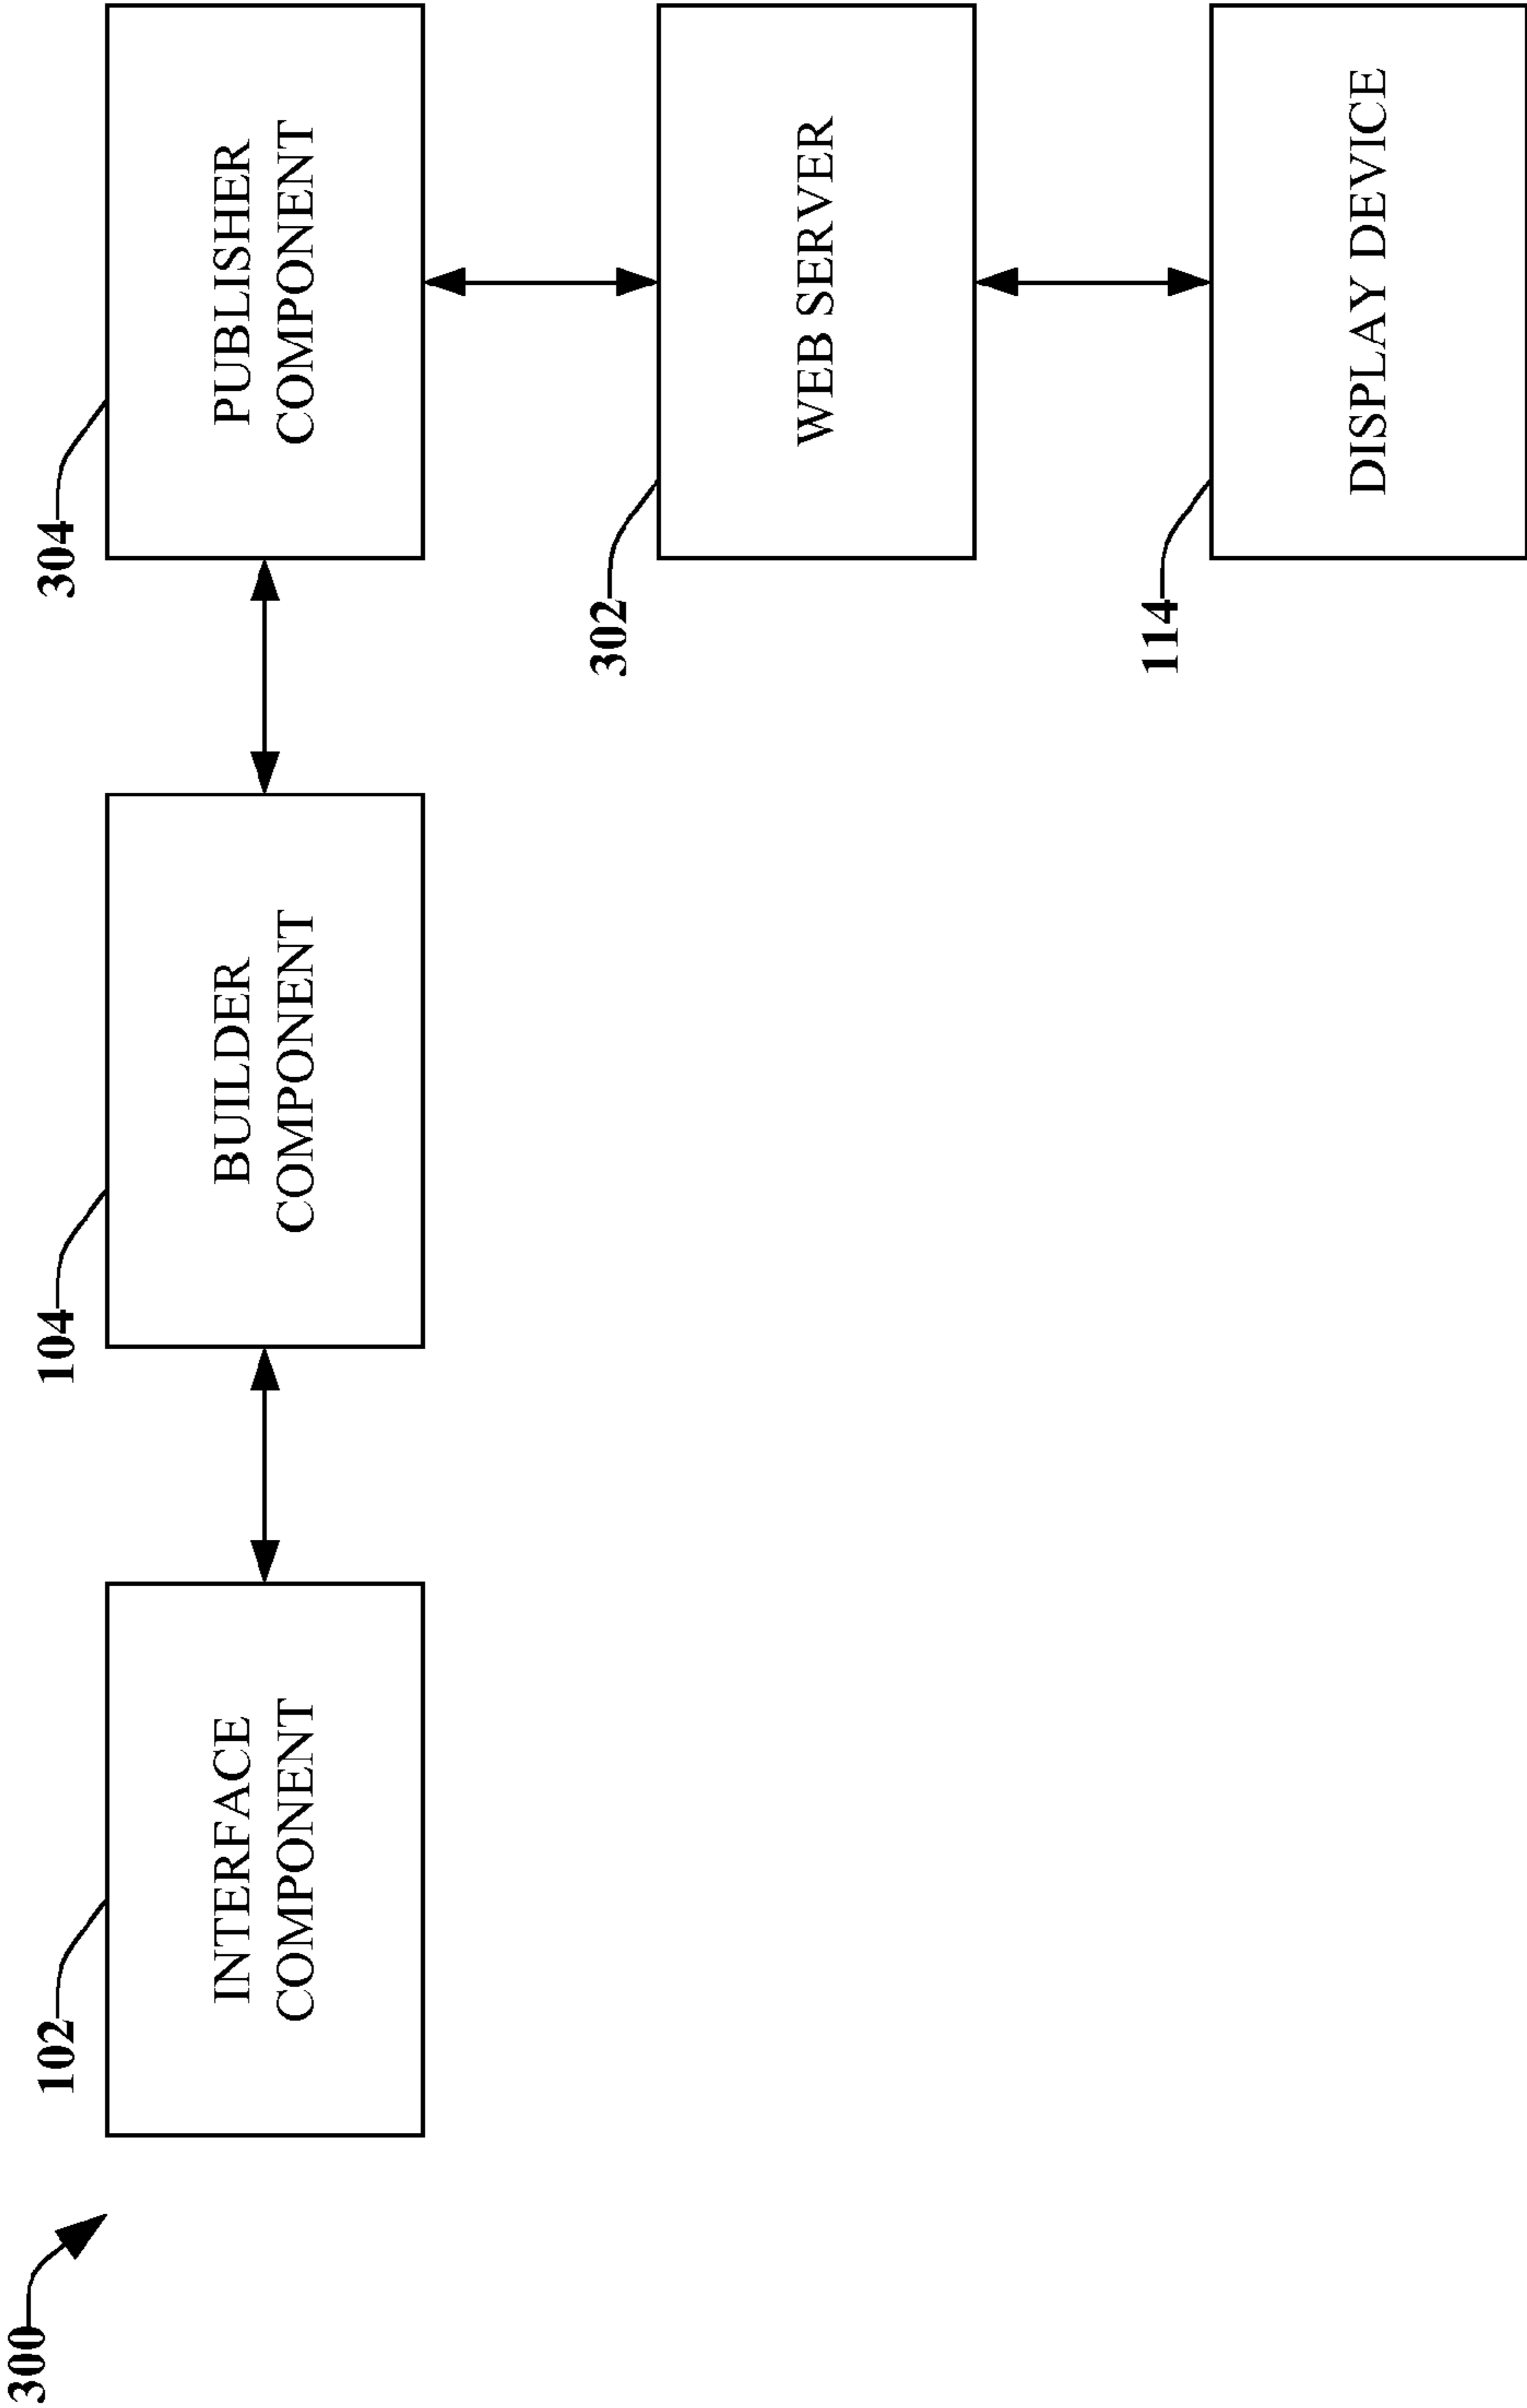 300
102
INTERFACE
COMPONENT
104
BUILDER
COMPONENT
304
PUBLISHER
COMPONENT
302
WEB SERVER
114
DISPLAY DEVICE